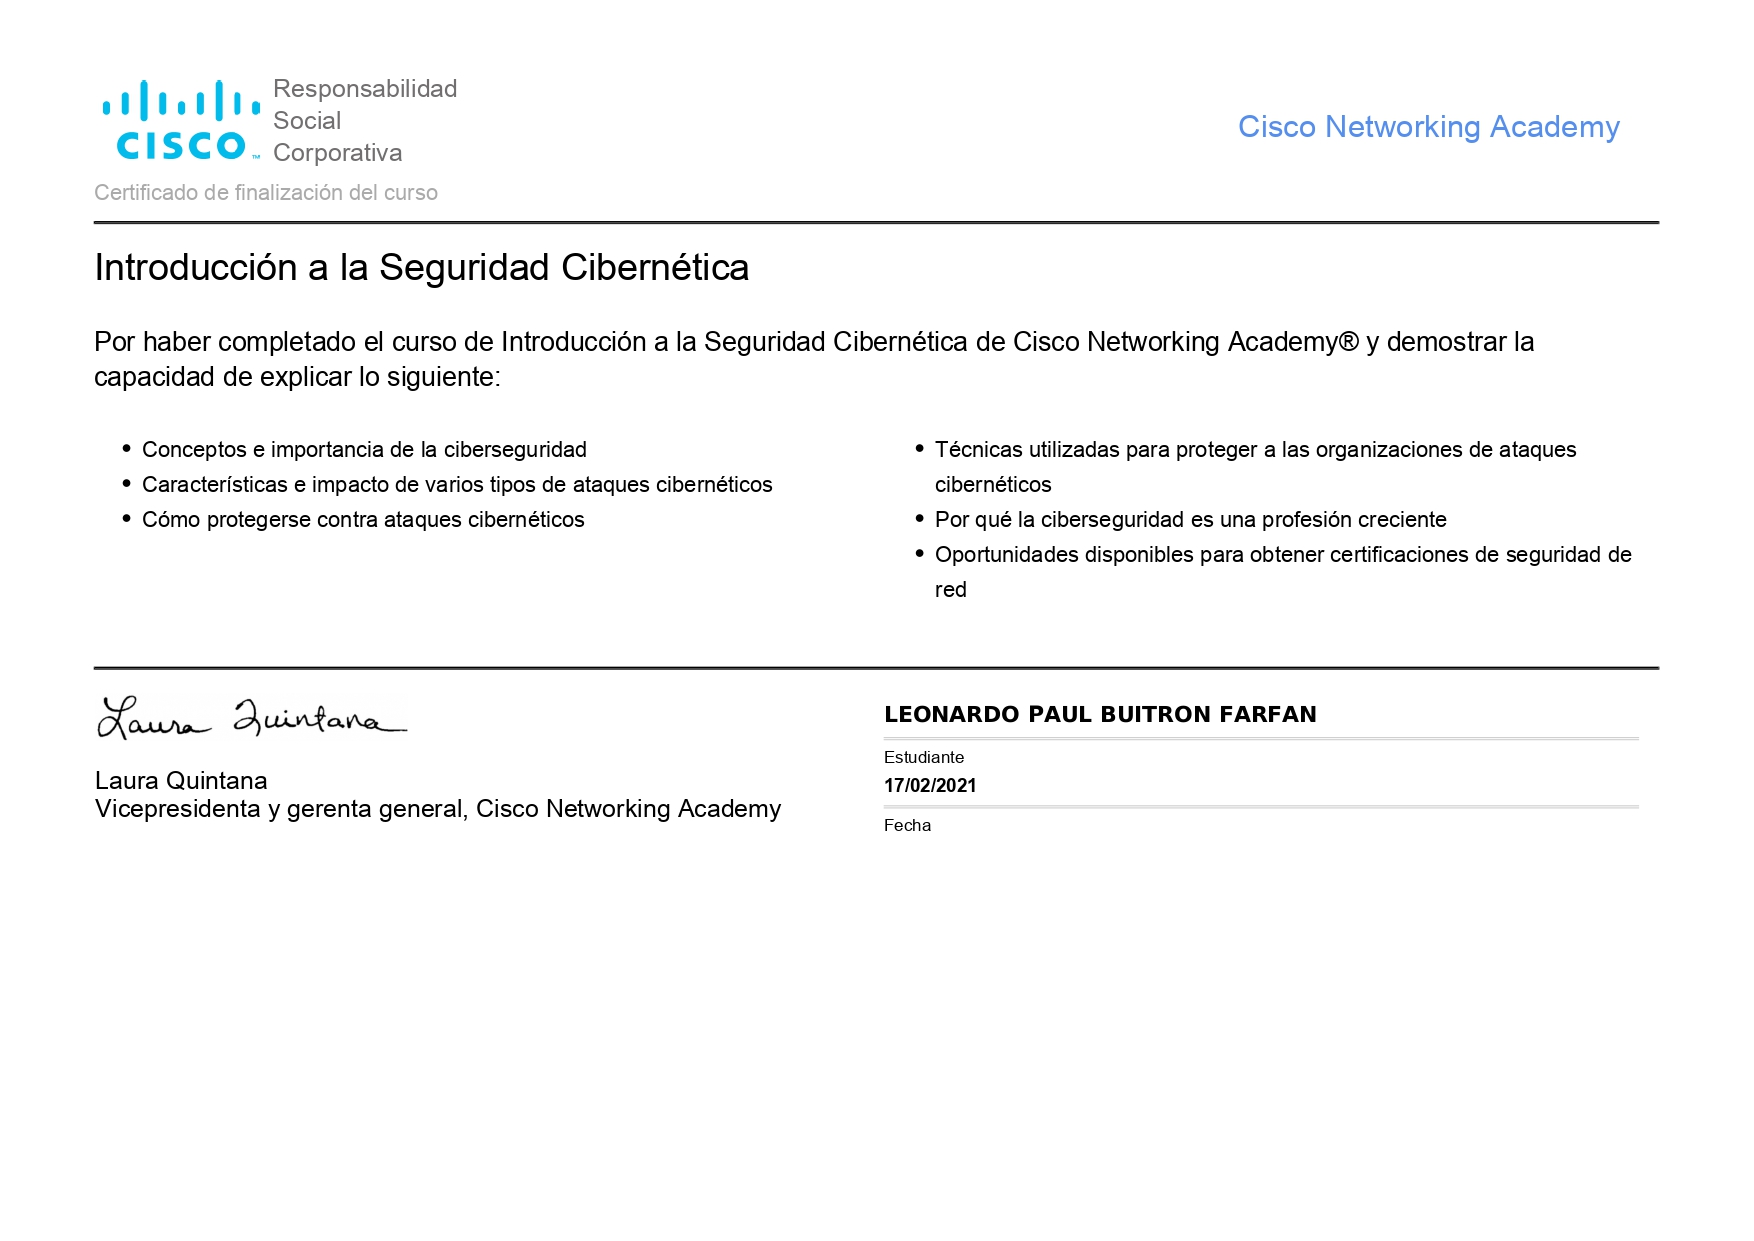 Responsabilidad
Social
Corporativa
CISCO™
Cisco Networking Academy
Certificado de finalización del curso
Introducción a la Seguridad Cibernética
Por haber completado el curso de Introducción a la Seguridad Cibernética de Cisco Networking Academy® y demostrar la
capacidad de explicar lo siguiente:
• Conceptos e importancia de la ciberseguridad
• Características e impacto de varios tipos de ataques cibernéticos
• Cómo protegerse contra ataques cibernéticos
• Técnicas utilizadas para proteger a las organizaciones de ataques
cibernéticos
• Por qué la ciberseguridad es una profesión creciente
• Oportunidades disponibles para obtener certificaciones de seguridad de
red
Laura Quintana
Laura Quintana
Vicepresidenta y gerenta general, Cisco Networking Academy
LEONARDO PAUL BUITRON FARFAN
Estudiante
17/02/2021
Fecha